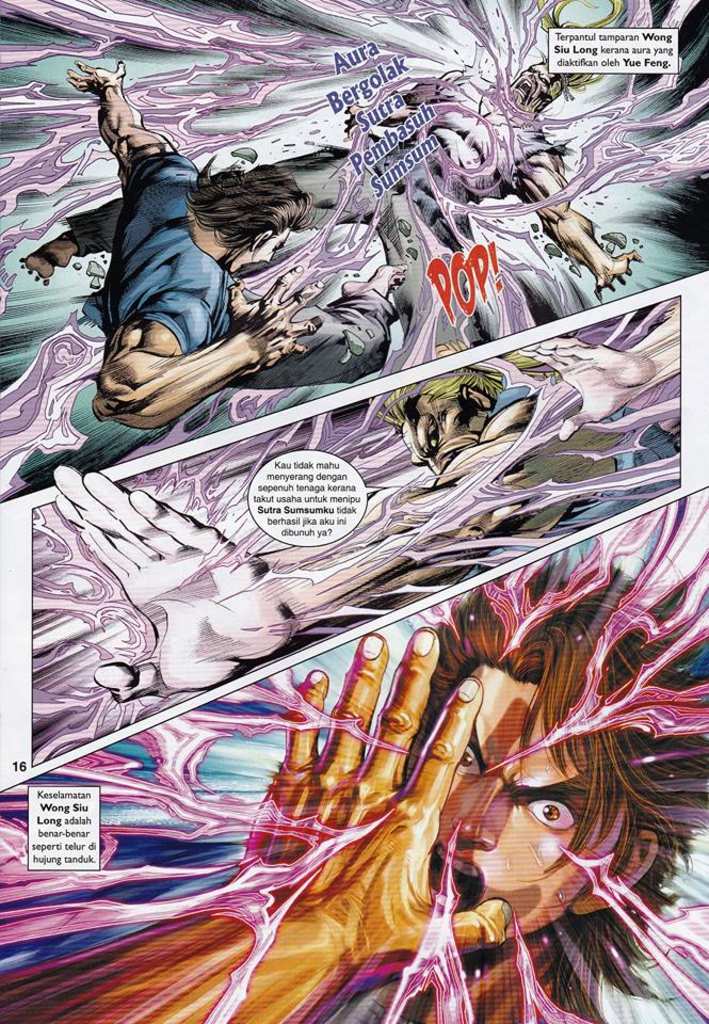 Terpantul tamparan Wong
Siu Long kerana aura yang
diaktifkan oleh Yue Feng.
Aura
Bergolak
Sutra
Pembasuh
Sumsum
POP!
Kau tidak mahu
menyerang dengan
sepenuh tenaga kerana
takut usaha untuk menipu
Sutra Sumsumku tidak
berhasil jika aku ini
dibunuh ya?
16
Keselamatan
Wong Siu
Long adalah
benar-benar
seperti telur di
hujung tanduk.